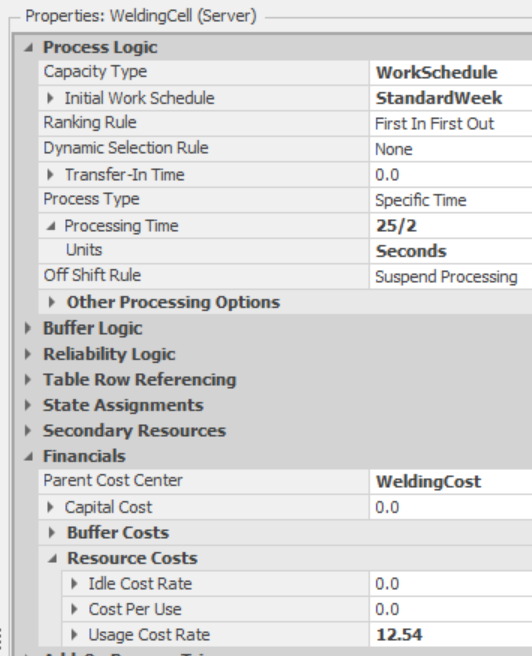 Properties: WeldingCell (Server)
Process Logic
Capacity Type WorkSchedule
Initial Work Schedule StandardWeek
Ranking Rule First In First Out
Dynamic Selection Rule None
Transfer-In Time 0.0
Process Type Specific Time
Processing Time 25/2
Units Seconds
Off Shift Rule Suspend Processing
Other Processing Options
Buffer Logic
Reliability Logic
Table Row Referencing
State Assignments
Secondary Resources
Financials
Parent Cost Center WeldingCost
Capital Cost 0.0
Buffer Costs
Resource Costs
Idle Cost Rate 0.0
Cost Per Use 0.0
Usage Cost Rate 12.54